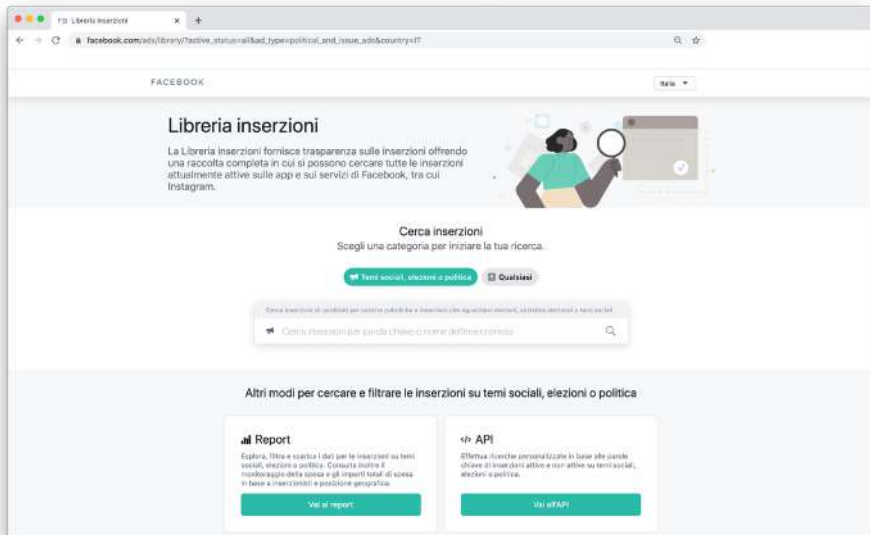 Libreria inserzioni
facebook.com/ads/library/?active_status=all&ad_type=political_and_issue_ads&country=IT
FACEBOOK
Italia
Libreria inserzioni
La Libreria inserzioni fornisce trasparenza sulle inserzioni offrendo
una raccolta completa in cui si possono cercare tutte le inserzioni
attualmente attive sulle app e sui servizi di Facebook, tra cui
Instagram.
Cerca inserzioni
Scegli una categoria per iniziare la tua ricerca.
Temi sociali, elezioni o politica
Qualsiasi
Cerca inserzioni per parola chiave o nome dell'inserzionista
Altri modi per cercare e filtrare le inserzioni su temi sociali, elezioni o politica
Report
Esplora, filtra e scarica i dati per le inserzioni su temi
sociali, elezioni o politica. Consulta inoltre il
monitoraggio della spesa e gli importi totali di spesa
in base a inserzionisti e posizione geografica.
Vai ai report
</> API
Effettua ricerche personalizzate in base alle parole
chiave di inserzioni attive e non attive su temi sociali,
elezioni o politica.
Vai all'API